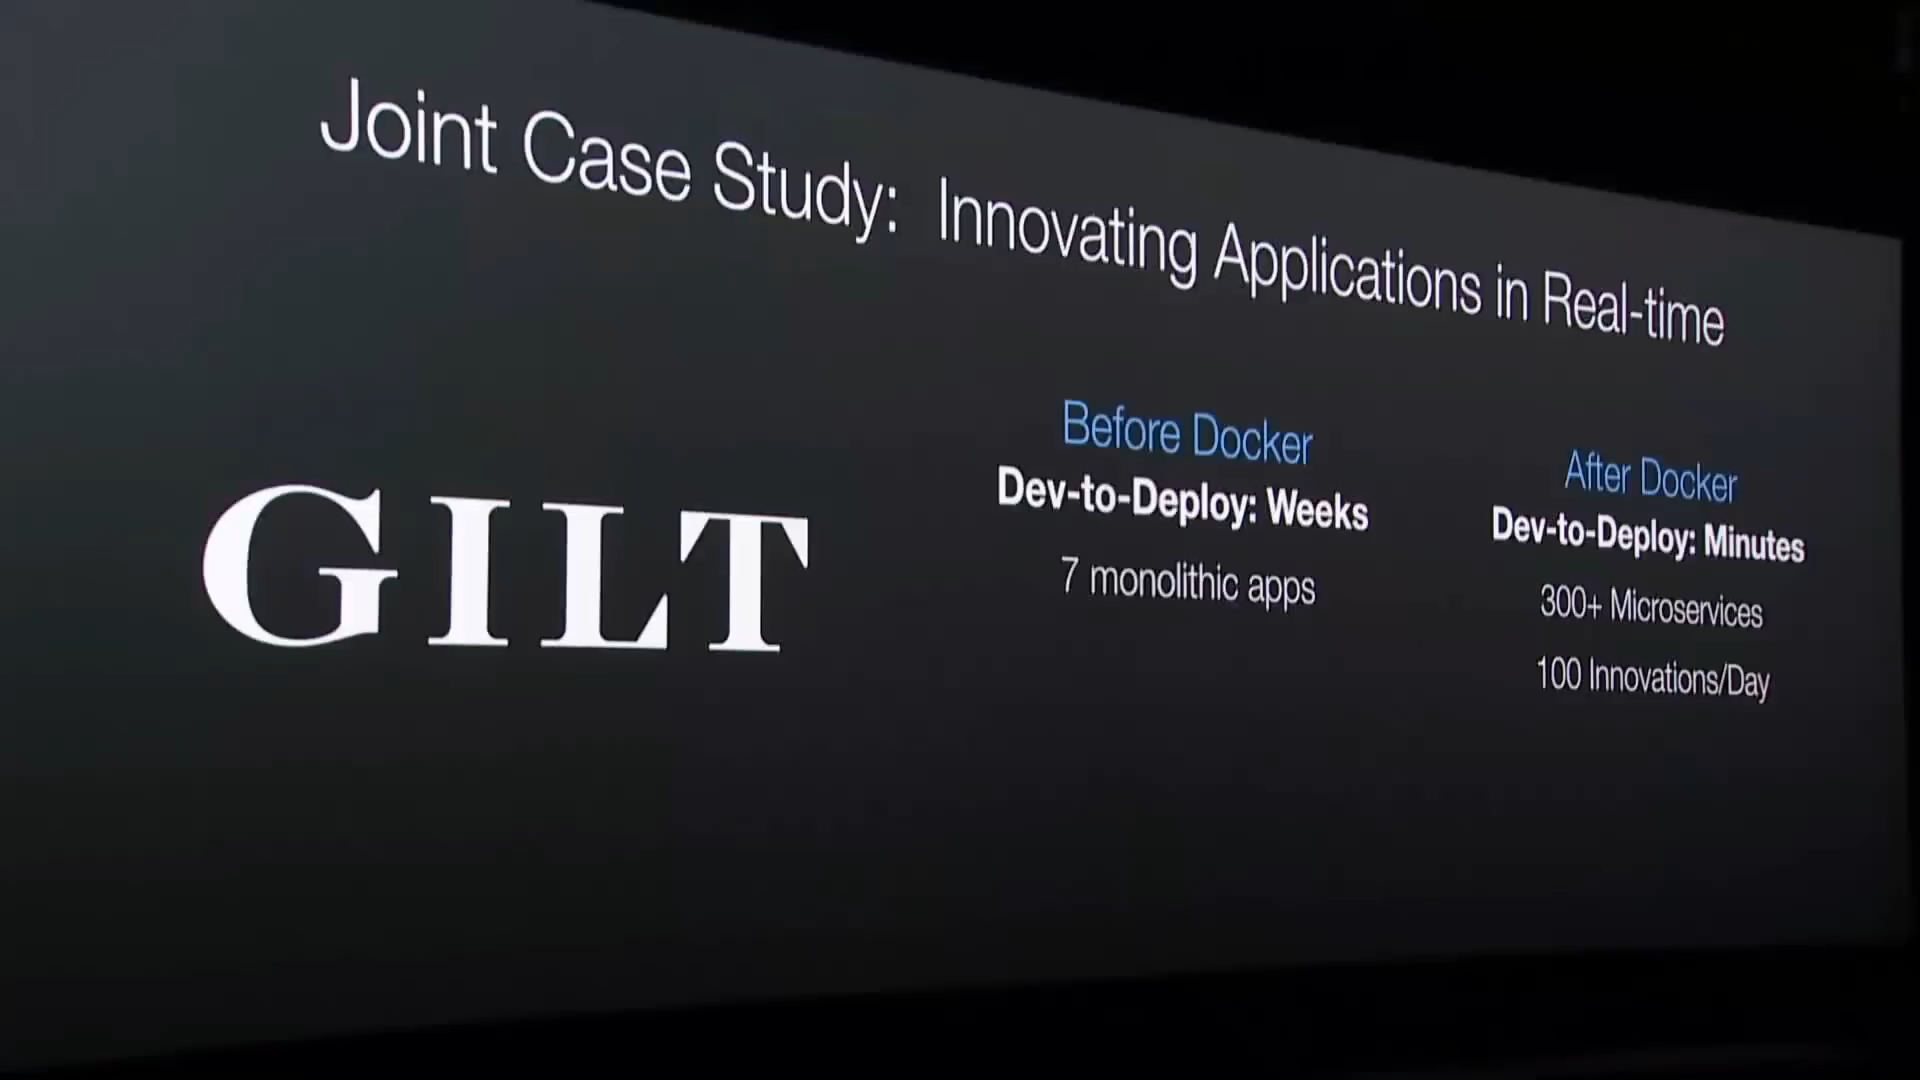 Joint Case Study: Innovating Applications in Real-time
GILT
Before Docker
Dev-to-Deploy: Weeks
7 monolithic apps
After Docker
Dev-to-Deploy: Minutes
300+ Microservices
100 Innovations/Day